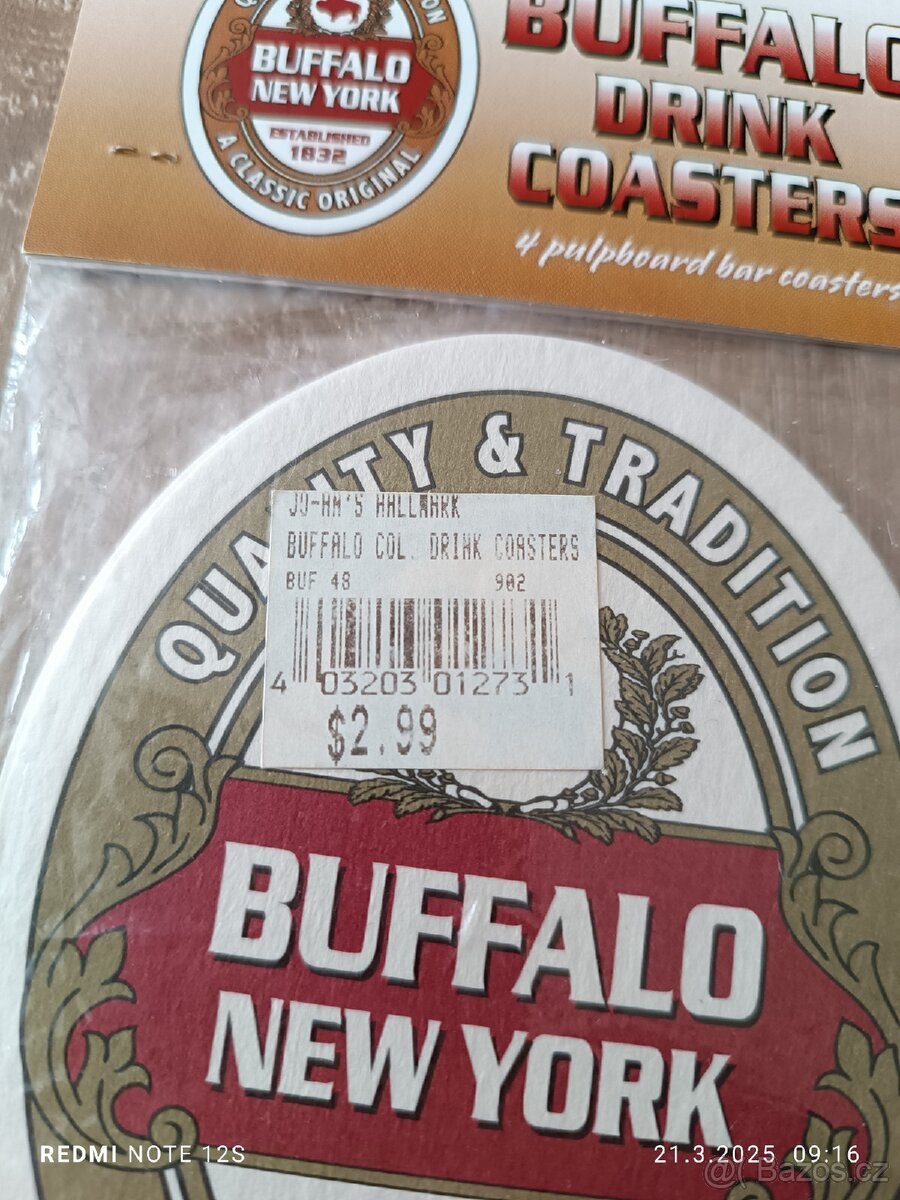 BUFFALO
NEW YORK
ESTABLISHED
1832
A CLASSIC ORIGINAL
BUFFALO
DRINK
COASTERS
4 pulpboard bar coasters
QUALITY & TRADITION
JO-AN'S HALLMARK
BUFFALO COL. DRINK COASTERS
BUF 48 902
4 03203 01273 1
$2.99
BUFFALO
NEW YORK
REDMI NOTE 12S
21.3.2025 09:16
@ Bazoš.cz